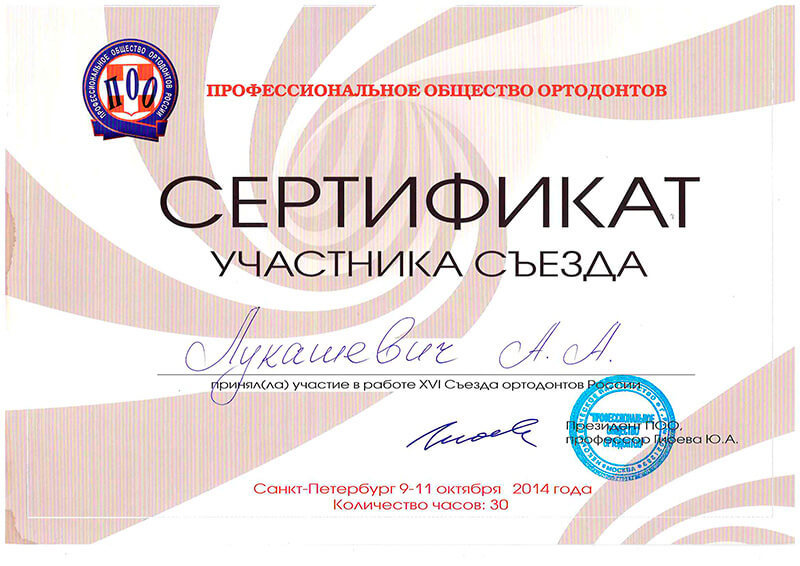 ПРОФЕССИОНАЛЬНОЕ ОБЩЕСТВО ОРТОДОНТОВ РОССИИ
ПОО
ПРОФЕССИОНАЛЬНОЕ ОБЩЕСТВО ОРТОДОНТОВ
СЕРТИФИКАТ
УЧАСТНИКА СЪЕЗДА
Лукашевич А. А.
принял(ла) участие в работе XVI Съезда ортодонтов России
Президент ПОО,
профессор Гиоева Ю.А.
ПРОФЕССИОНАЛЬНОЕ
ОБЩЕСТВО
ОРТОДОНТОВ
МОСКВА
Санкт-Петербург 9-11 октября 2014 года
Количество часов: 30